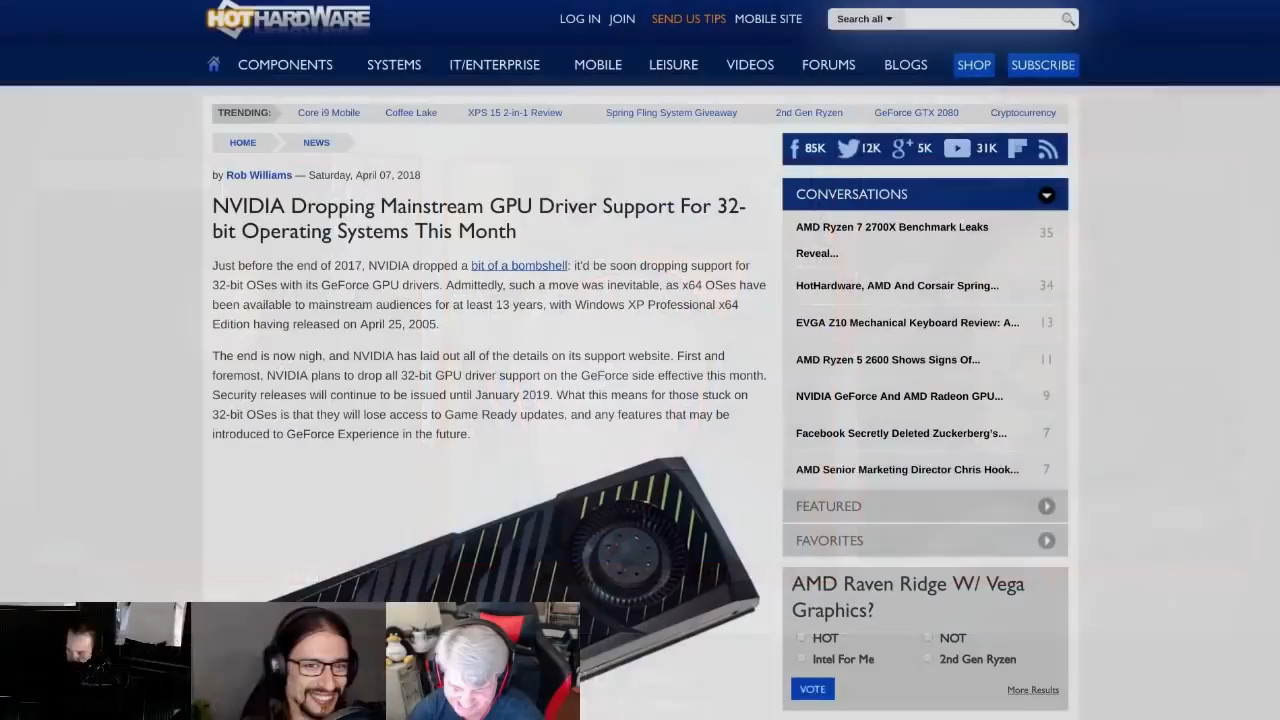 HOTHARDWARE
LOG IN JOIN SEND US TIPS MOBILE SITE
Search all
COMPONENTS SYSTEMS IT/ENTERPRISE MOBILE LEISURE VIDEOS FORUMS BLOGS SHOP SUBSCRIBE
TRENDING: Core i9 Mobile Coffee Lake XPS 15 2-in-1 Review Spring Fling System Giveaway 2nd Gen Ryzen GeForce GTX 2080 Cryptocurrency
HOME NEWS
by Rob Williams — Saturday, April 07, 2018
NVIDIA Dropping Mainstream GPU Driver Support For 32-
bit Operating Systems This Month
Just before the end of 2017, NVIDIA dropped a bit of a bombshell: it'd be soon dropping support for
32-bit OSes with its GeForce GPU drivers. Admittedly, such a move was inevitable, as x64 OSes have
been available to mainstream audiences for at least 13 years, with Windows XP Professional x64
Edition having released on April 25, 2005.
The end is now nigh, and NVIDIA has laid out all of the details on its support website. First and
foremost, NVIDIA plans to drop all 32-bit GPU driver support on the GeForce side effective this month.
Security releases will continue to be issued until January 2019. What this means for those stuck on
32-bit OSes is that they will lose access to Game Ready updates, and any features that may be
introduced to GeForce Experience in the future.
85K 12K 5K 31K
CONVERSATIONS
AMD Ryzen 7 2700X Benchmark Leaks
Reveal... 35
HotHardware, AMD And Corsair Spring... 34
EVGA Z10 Mechanical Keyboard Review: A... 13
AMD Ryzen 5 2600 Shows Signs Of... 11
NVIDIA GeForce And AMD Radeon GPU... 9
Facebook Secretly Deleted Zuckerberg's... 7
AMD Senior Marketing Director Chris Hook... 7
FEATURED
FAVORITES
AMD Raven Ridge W/ Vega
Graphics?
HOT NOT
Intel For Me 2nd Gen Ryzen
VOTE More Results